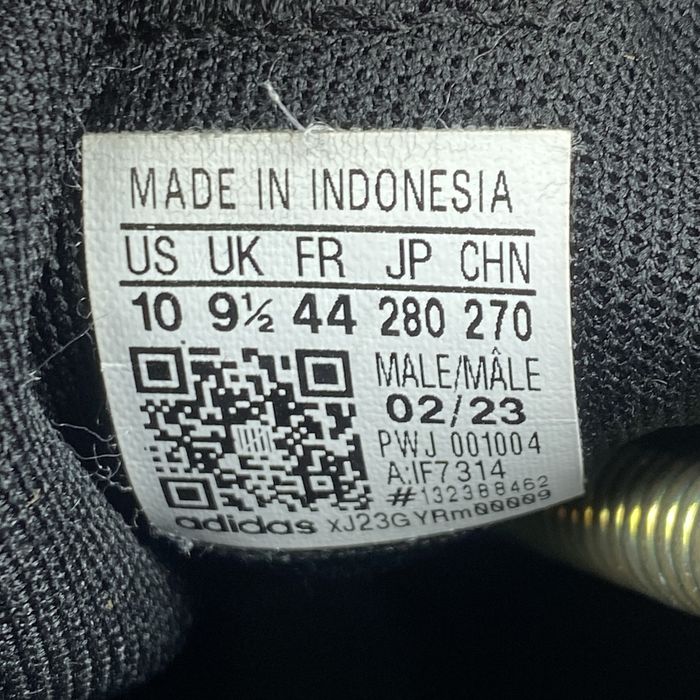 MADE IN INDONESIA
US UK FR JP CHN
10 9½ 44 280 270
MALE/MÂLE
02/23
PWJ 001004
A:IF7314
#132388462
adidas XJ23GYRm00009